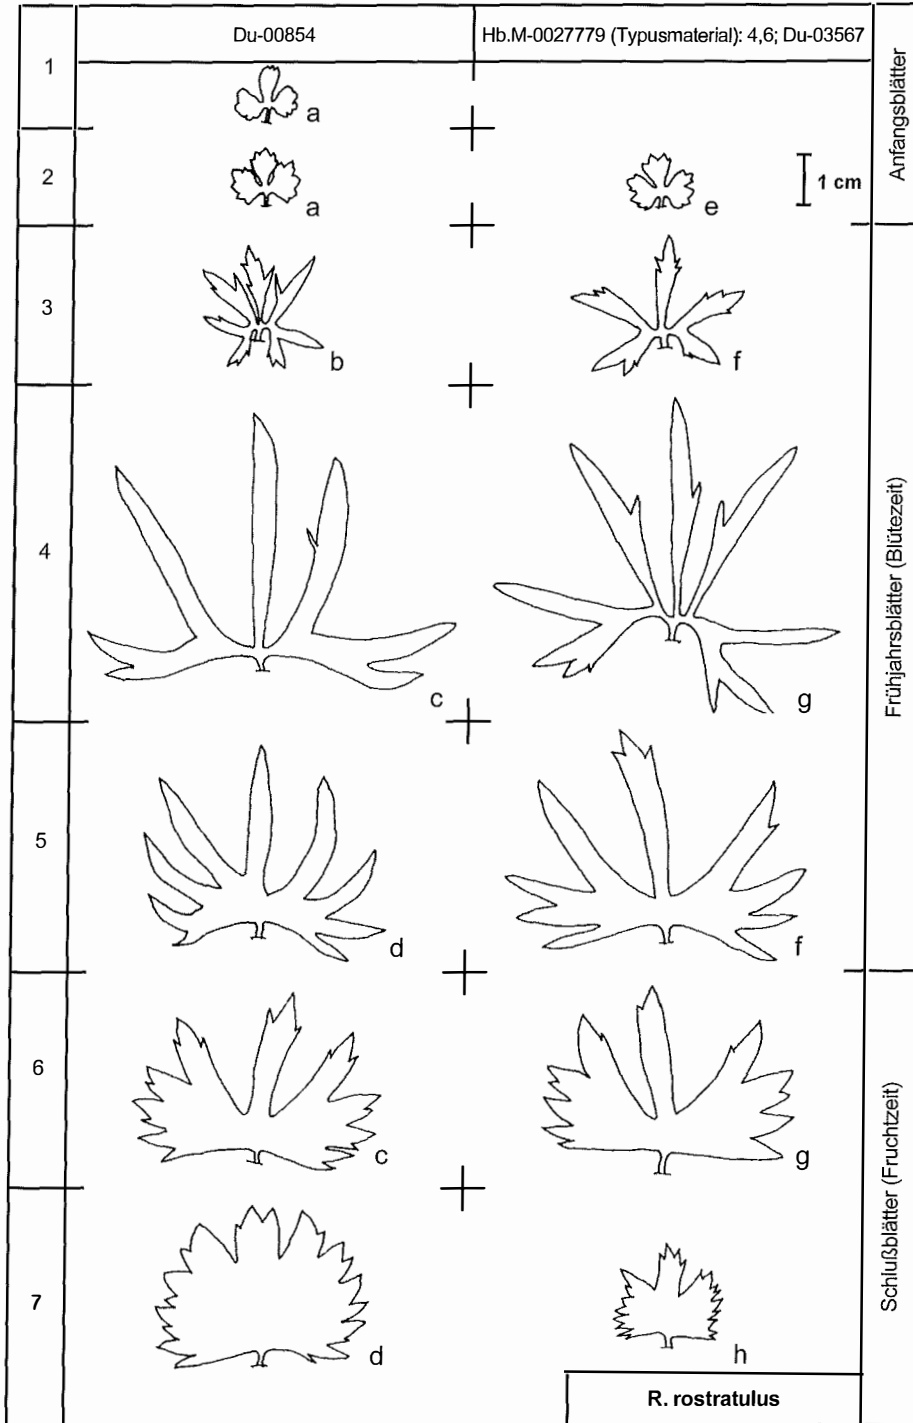 Du-00854
Hb.M-0027779 (Typusmaterial): 4,6; Du-03567
Anfangsblätter
1
a
2
a
e
1 cm
3
b
f
4
c
g
Frühjahrsblätter (Blütezeit)
5
d
f
6
c
g
Schlußblätter (Fruchtzeit)
7
d
h
R. rostratulus